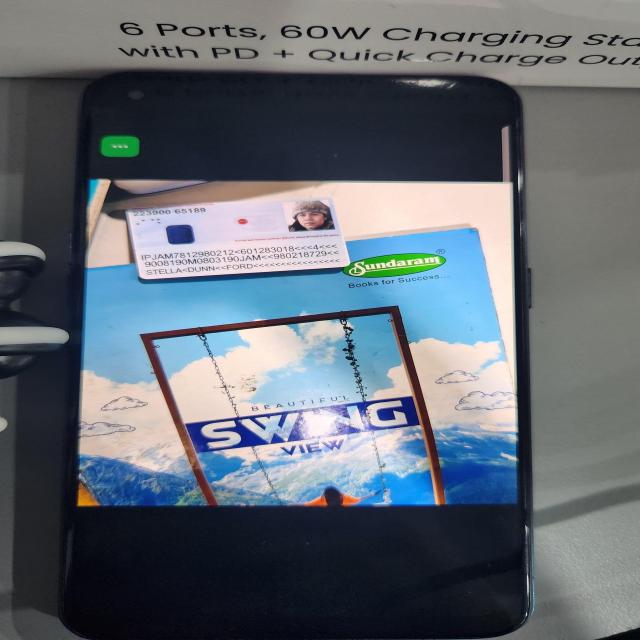 6 Ports, 60W Charging Sta
with PD + Quick Charge Out
223900 65189
IPJAM7812980212<601283018<<<4<<<
9008190M0803190JAM<<980218729<<
STELLA<DUNN<<FORD<<<<<<<<<<<<<<<
Sundaram®
Books for Success...
BEAUTIFUL
SWING
VIEW